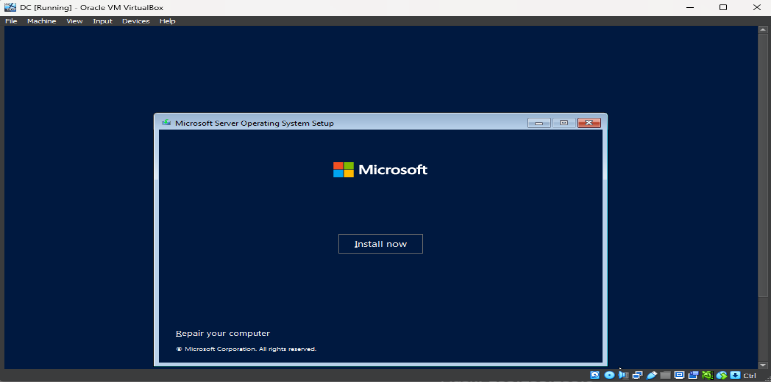 DC [Running] - Oracle VM VirtualBox
File Machine View Input Devices Help
Microsoft Server Operating System Setup
Microsoft
Install now
Repair your computer
© Microsoft Corporation. All rights reserved.
Ctrl